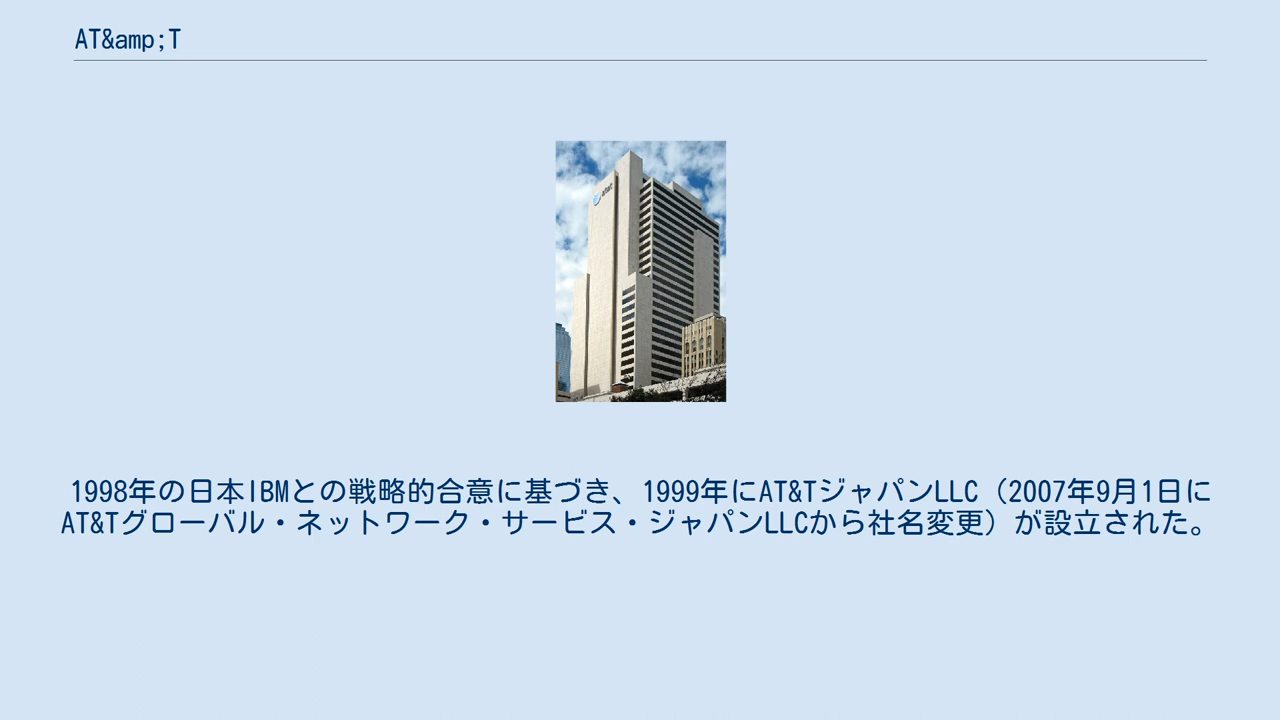 AT&amp;T
at&t
1998年の日本IBMとの戦略的合意に基づき、1999年にAT&TジャパンLLC（2007年9月1日に
AT&Tグローバル・ネットワーク・サービス・ジャパンLLCから社名変更）が設立された。